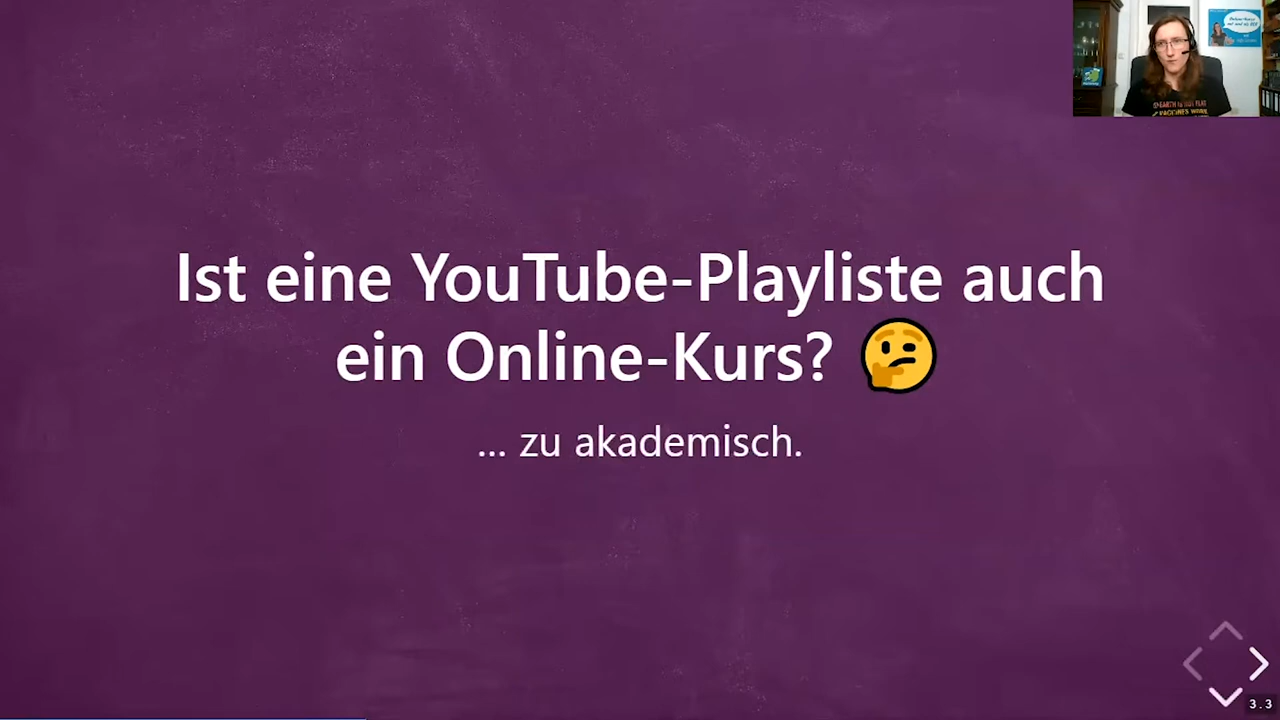 Ist eine YouTube-Playliste auch
ein Online-Kurs? 🤔
... zu akademisch.
3.3